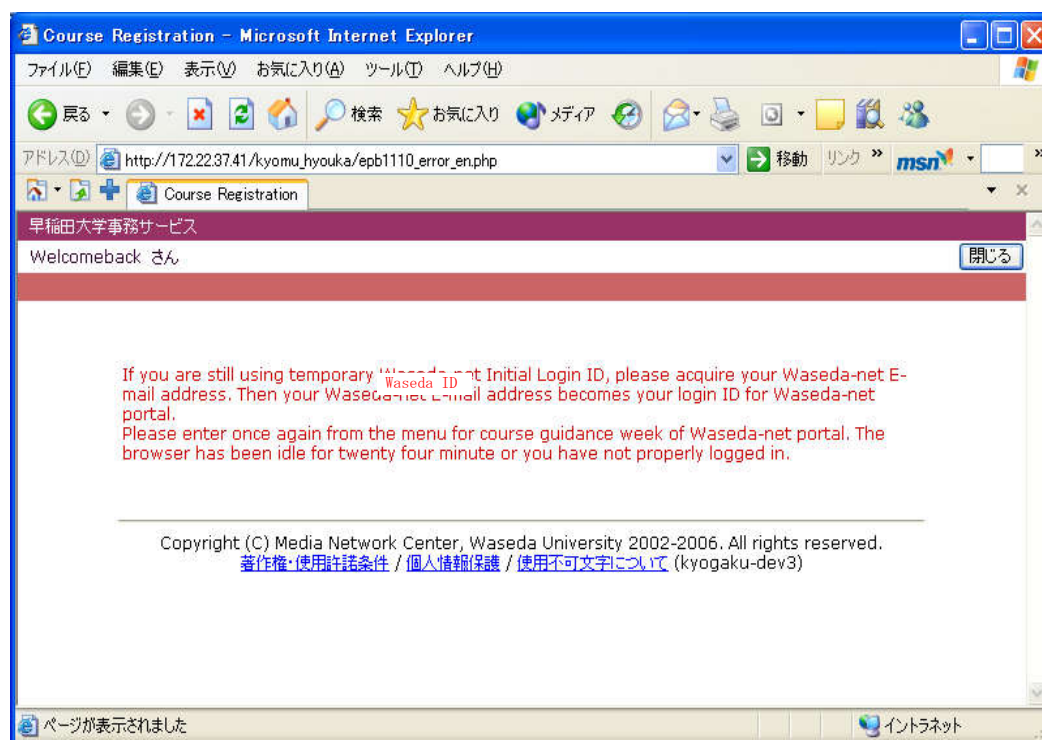 Course Registration - Microsoft Internet Explorer
ファイル(F) 編集(E) 表示(V) お気に入り(A) ツール(T) ヘルプ(H)
戻る 検索 お気に入り メディア
アドレス(D) http://172.22.37.41/kyomu_hyouka/epb1110_error_en.php 移動 リンク » msn »
Course Registration
早稲田大学事務サービス
Welcomeback さん 閉じる
If you are still using temporary Initial Login ID, please acquire your Waseda-net E-
Waseda ID
mail address. Then your E-mail address becomes your login ID for Waseda-net
portal.
Please enter once again from the menu for course guidance week of Waseda-net portal. The
browser has been idle for twenty four minute or you have not properly logged in.
Copyright (C) Media Network Center, Waseda University 2002-2006. All rights reserved.
著作権・使用許諾条件 / 個人情報保護 / 使用不可文字について (kyogaku-dev3)
ページが表示されました イントラネット